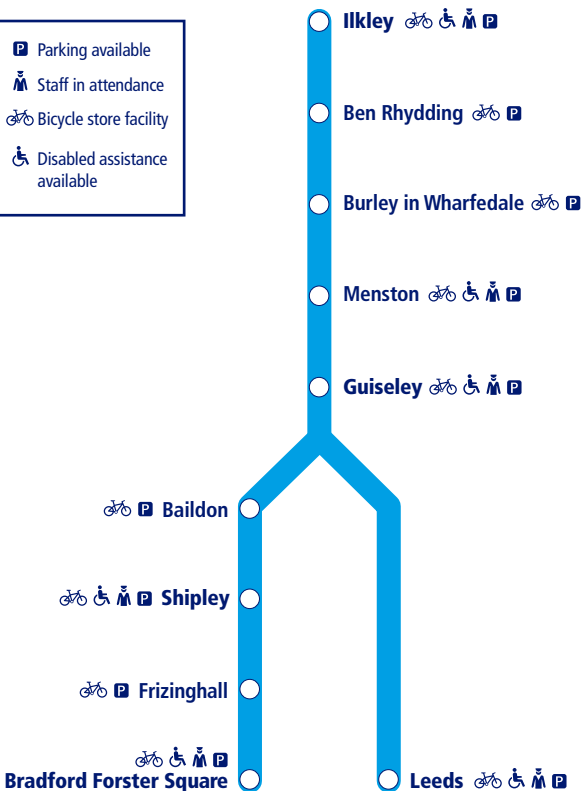 P Parking available
Staff in attendance
Bicycle store facility
Disabled assistance
available
Ilkley P
Ben Rhydding P
Burley in Wharfedale P
Menston P
Guiseley P
P Baildon
P Shipley
P Frizinghall
P
Bradford Forster Square
Leeds P